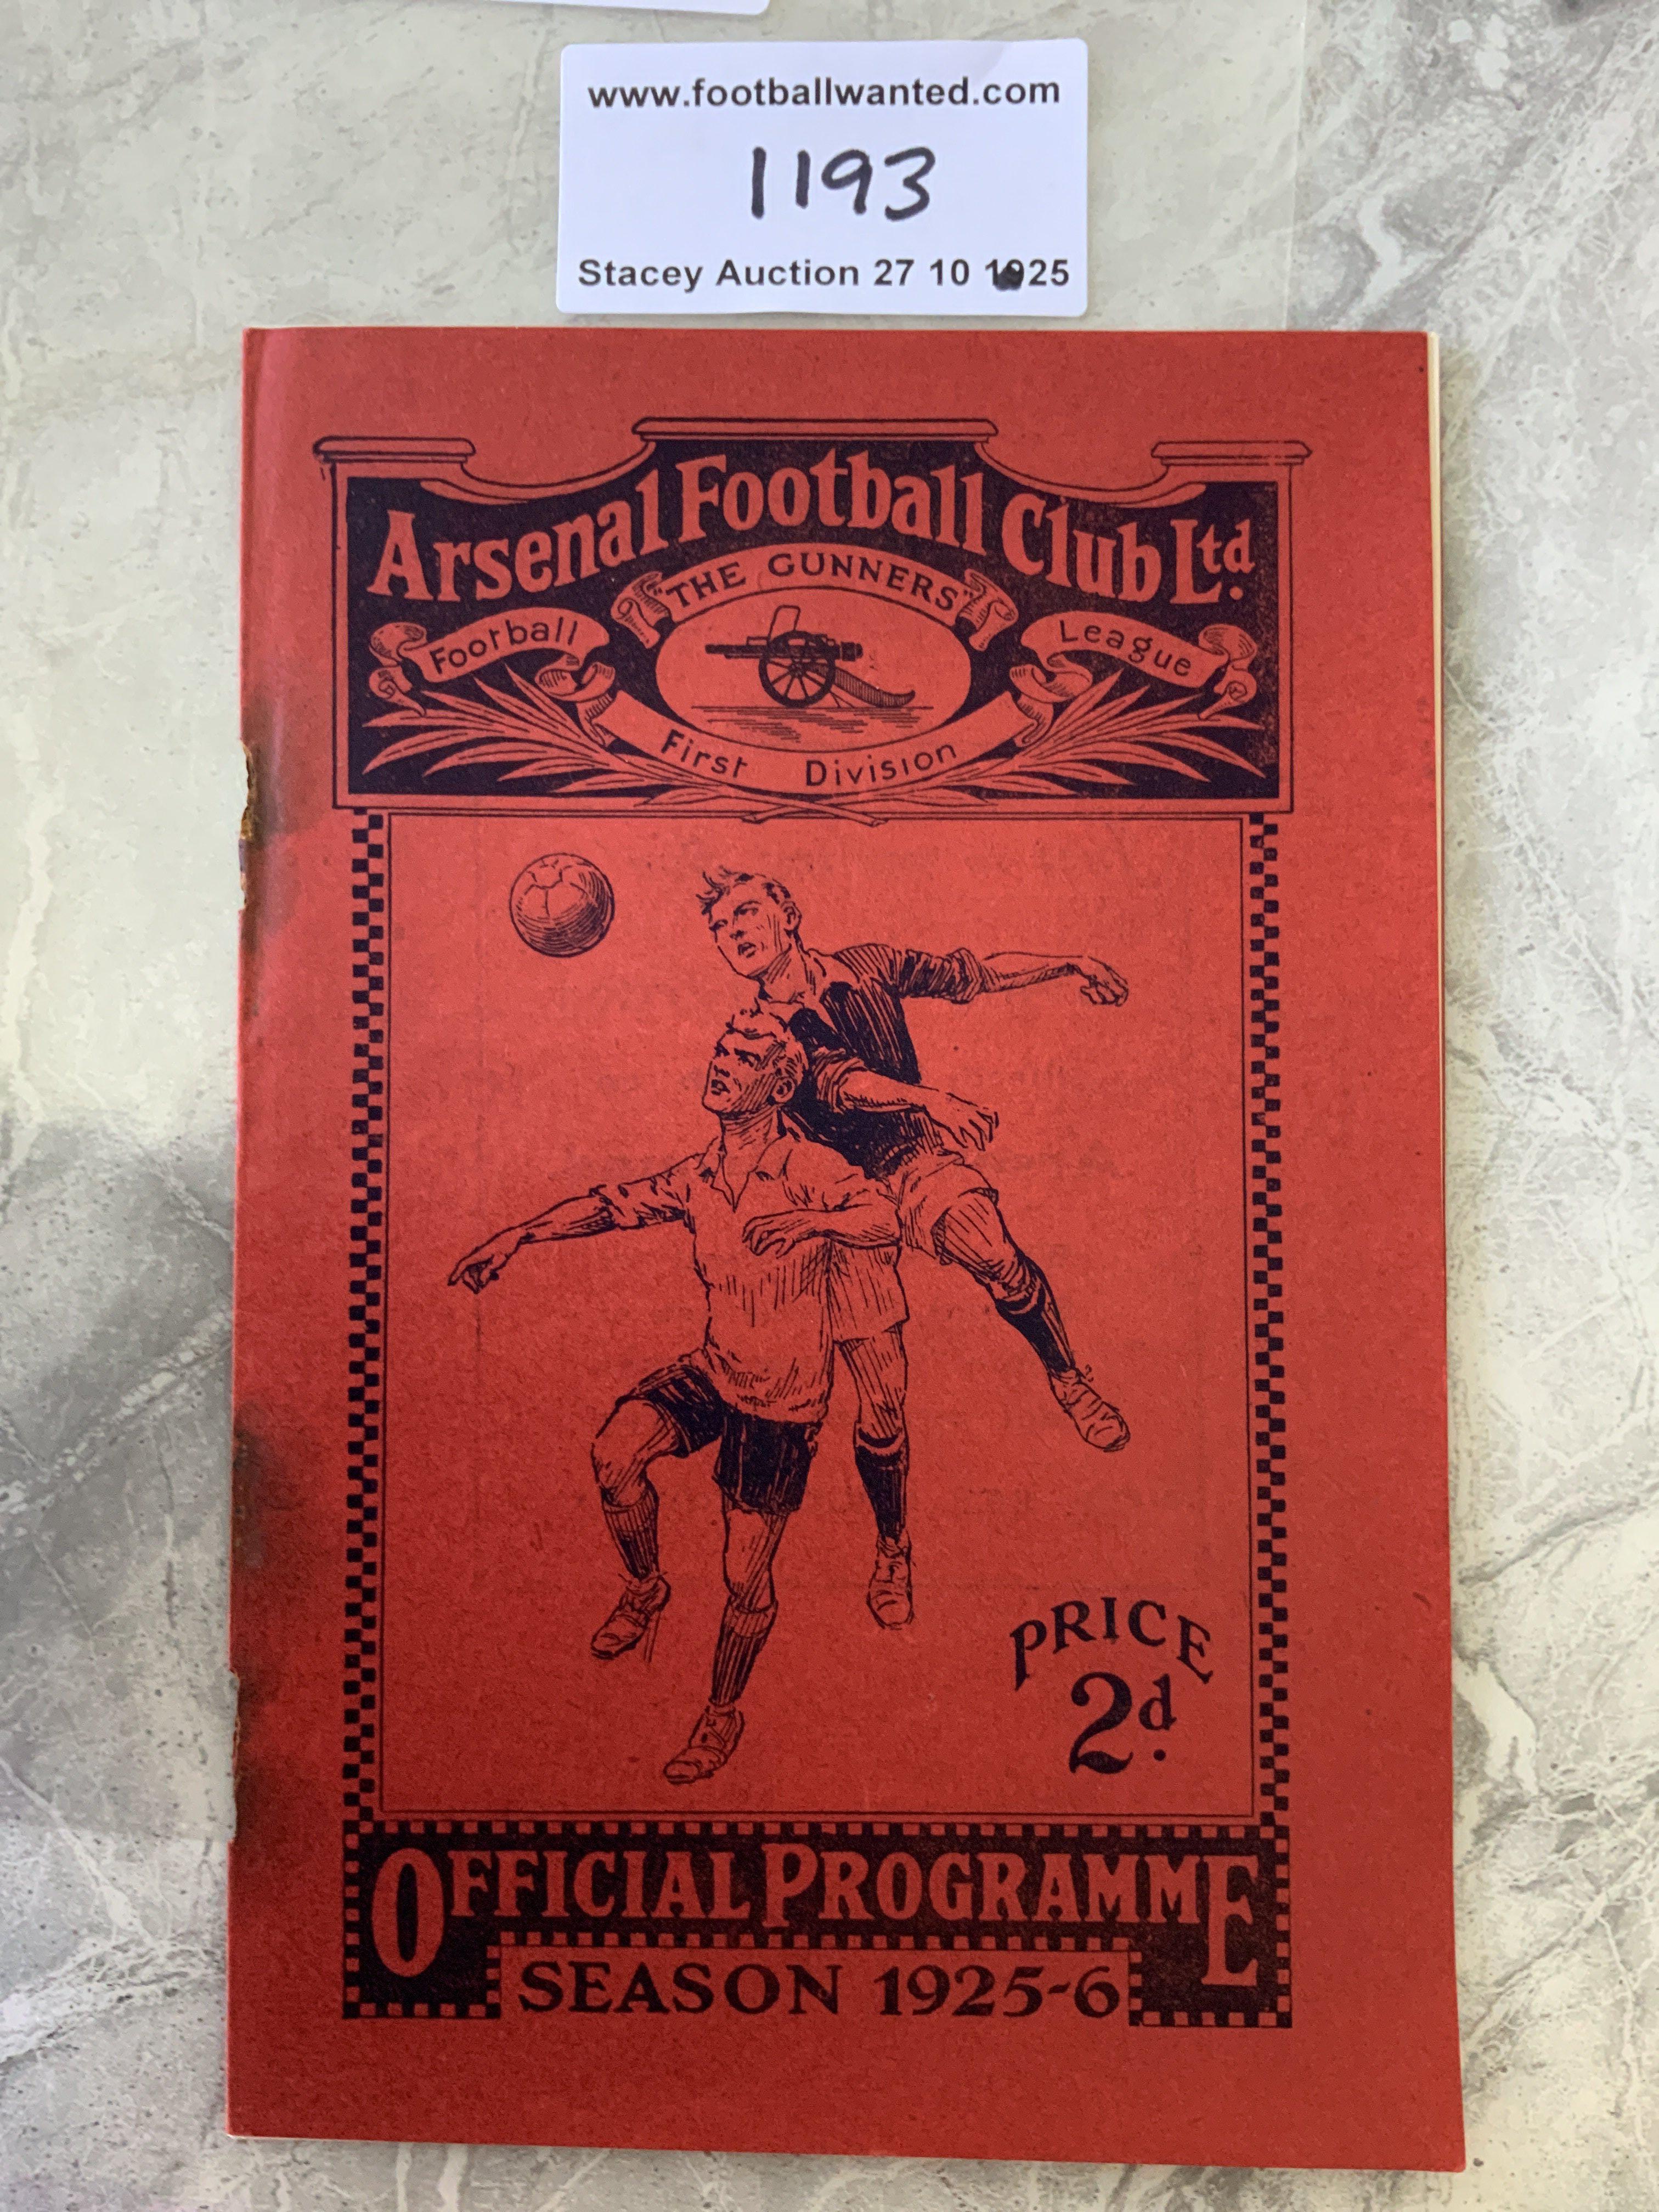 www.footballwanted.com
1193
Stacey Auction 27 10 1925
Arsenal Football Club Ltd.
"THE GUNNERS"
Football League
First Division
PRICE
2d.
OFFICIAL PROGRAMME
SEASON 1925-6